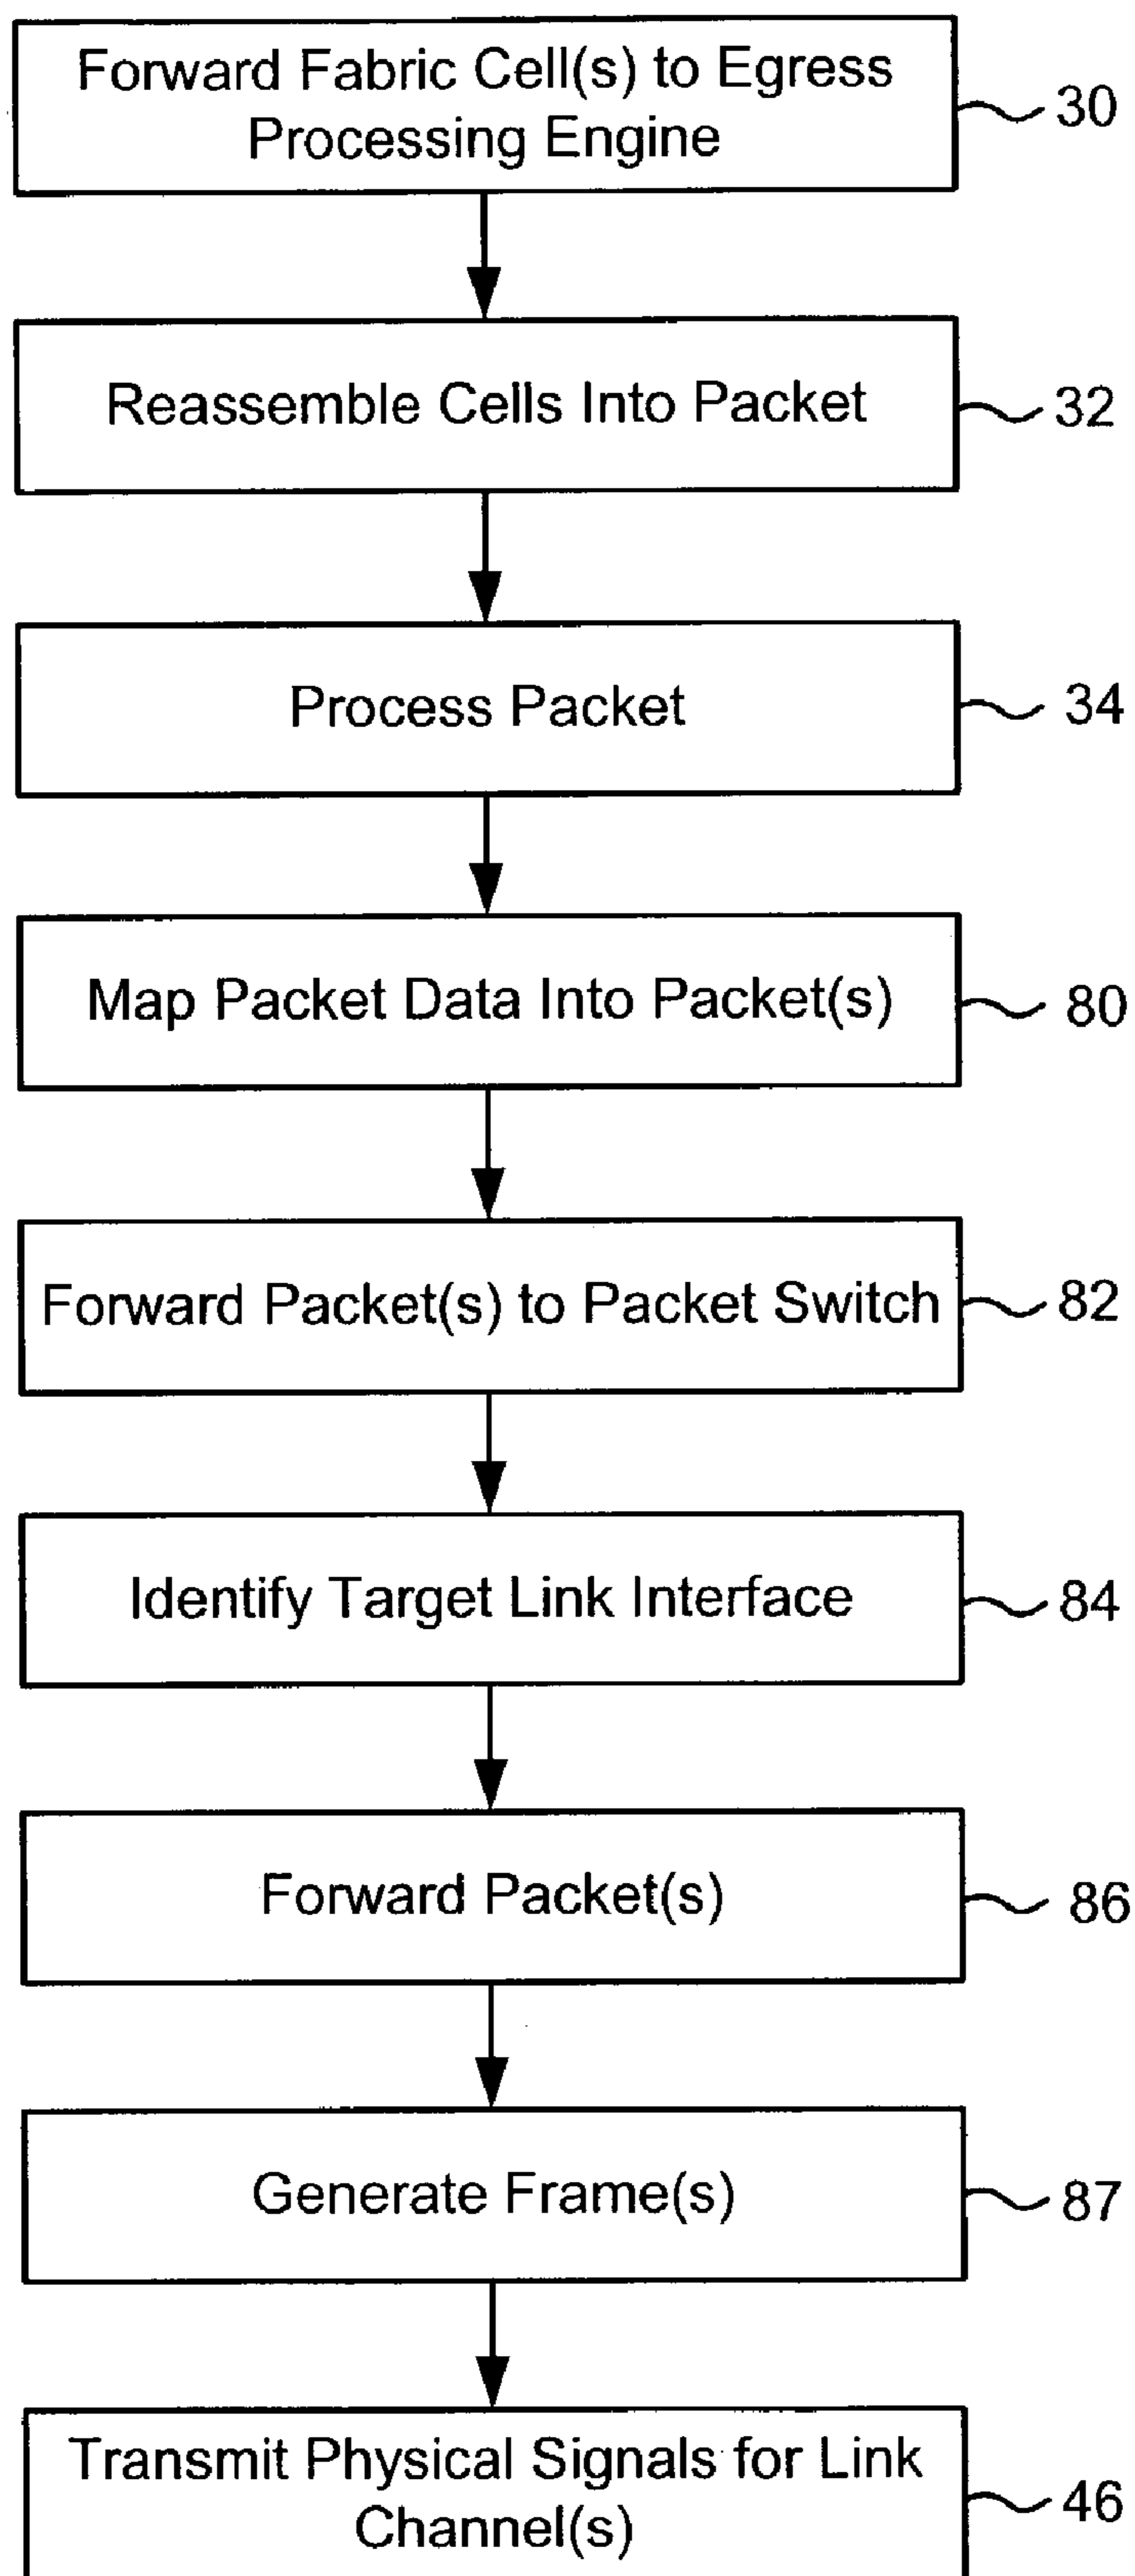 Forward Fabric Cell(s) to Egress
Processing Engine
30
Reassemble Cells Into Packet
32
Process Packet
34
Map Packet Data Into Packet(s)
80
Forward Packet(s) to Packet Switch
82
Identify Target Link Interface
84
Forward Packet(s)
86
Generate Frame(s)
87
Transmit Physical Signals for Link
Channel(s)
46